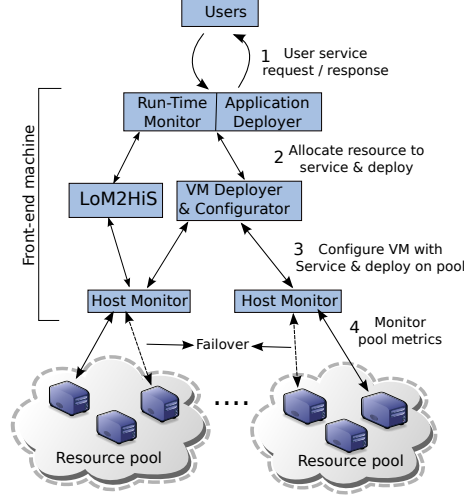 Users
1 User service
request / response
Front-end machine
Run-Time
Monitor
Application
Deployer
2 Allocate resource to
service & deploy
LoM2HiS
VM Deployer
& Configurator
3 Configure VM with
Service & deploy on pool
Host Monitor
Host Monitor
4 Monitor
pool metrics
Failover
....
Resource pool
Resource pool